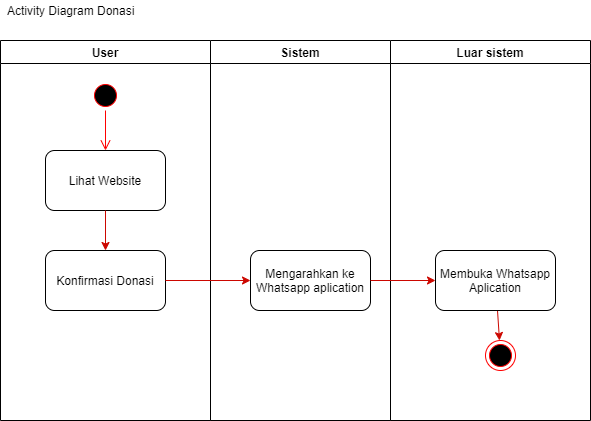 Activity Diagram Donasi
User
Sistem
Luar sistem
Lihat Website
Konfirmasi Donasi
Mengarahkan ke
Whatsapp aplication
Membuka Whatsapp
Aplication